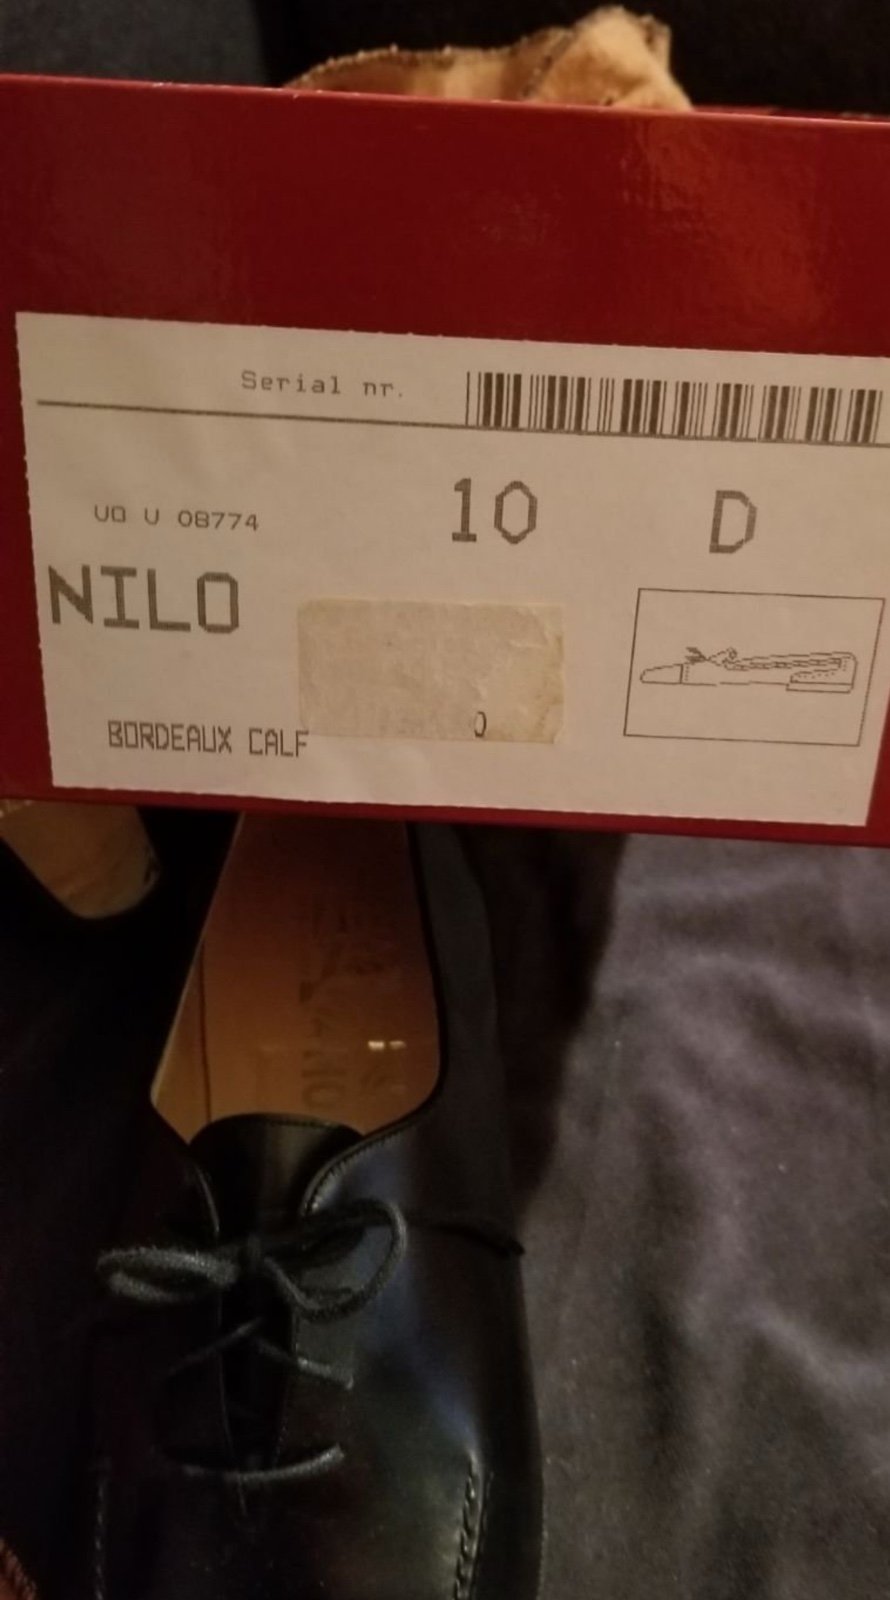 Serial nr.
10 D
UO U 08774
NILO
BORDEAUX CALF